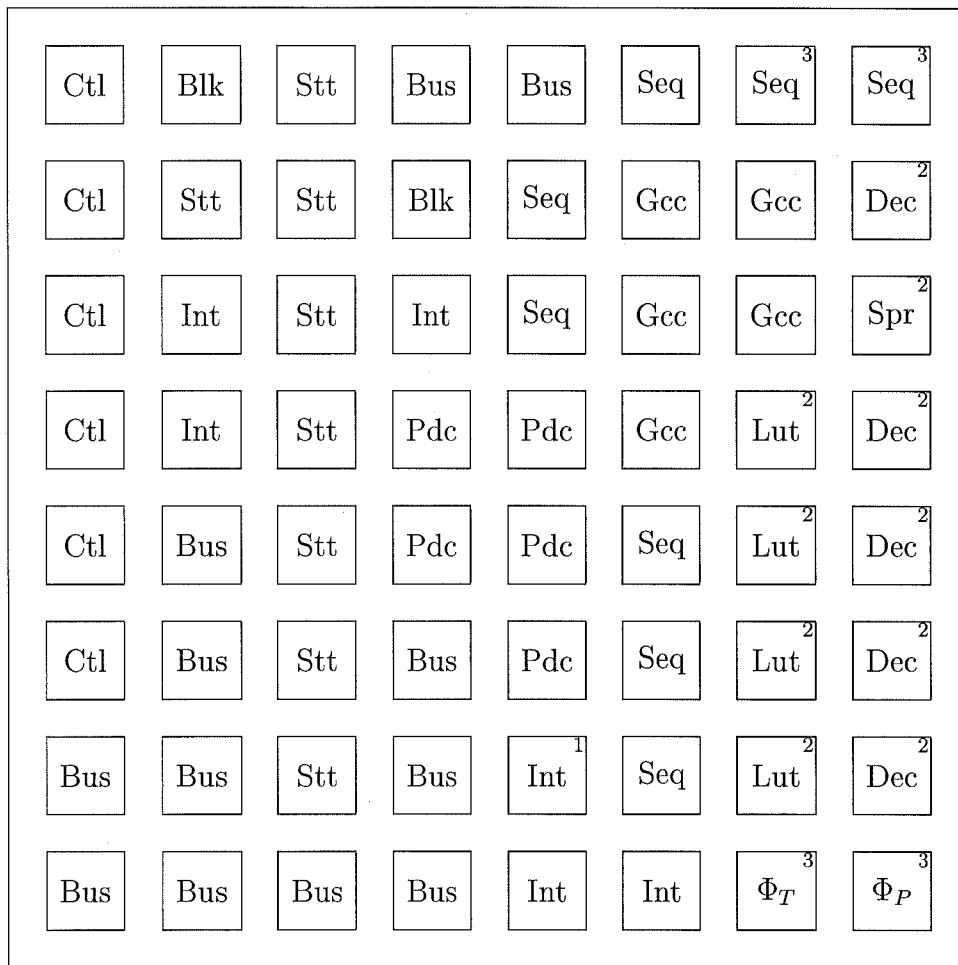 Ctl Blk Stt Bus Bus Seq Seq³ Seq³
Ctl Stt Stt Blk Seq Gcc Gcc Dec²
Ctl Int Stt Int Seq Gcc Gcc Spr²
Ctl Int Stt Pdc Pdc Gcc Lut² Dec²
Ctl Bus Stt Pdc Pdc Seq Lut² Dec²
Ctl Bus Stt Bus Pdc Seq Lut² Dec²
Bus Bus Stt Bus Int¹ Seq Lut² Dec²
Bus Bus Bus Bus Int Int Φ_T³ Φ_P³